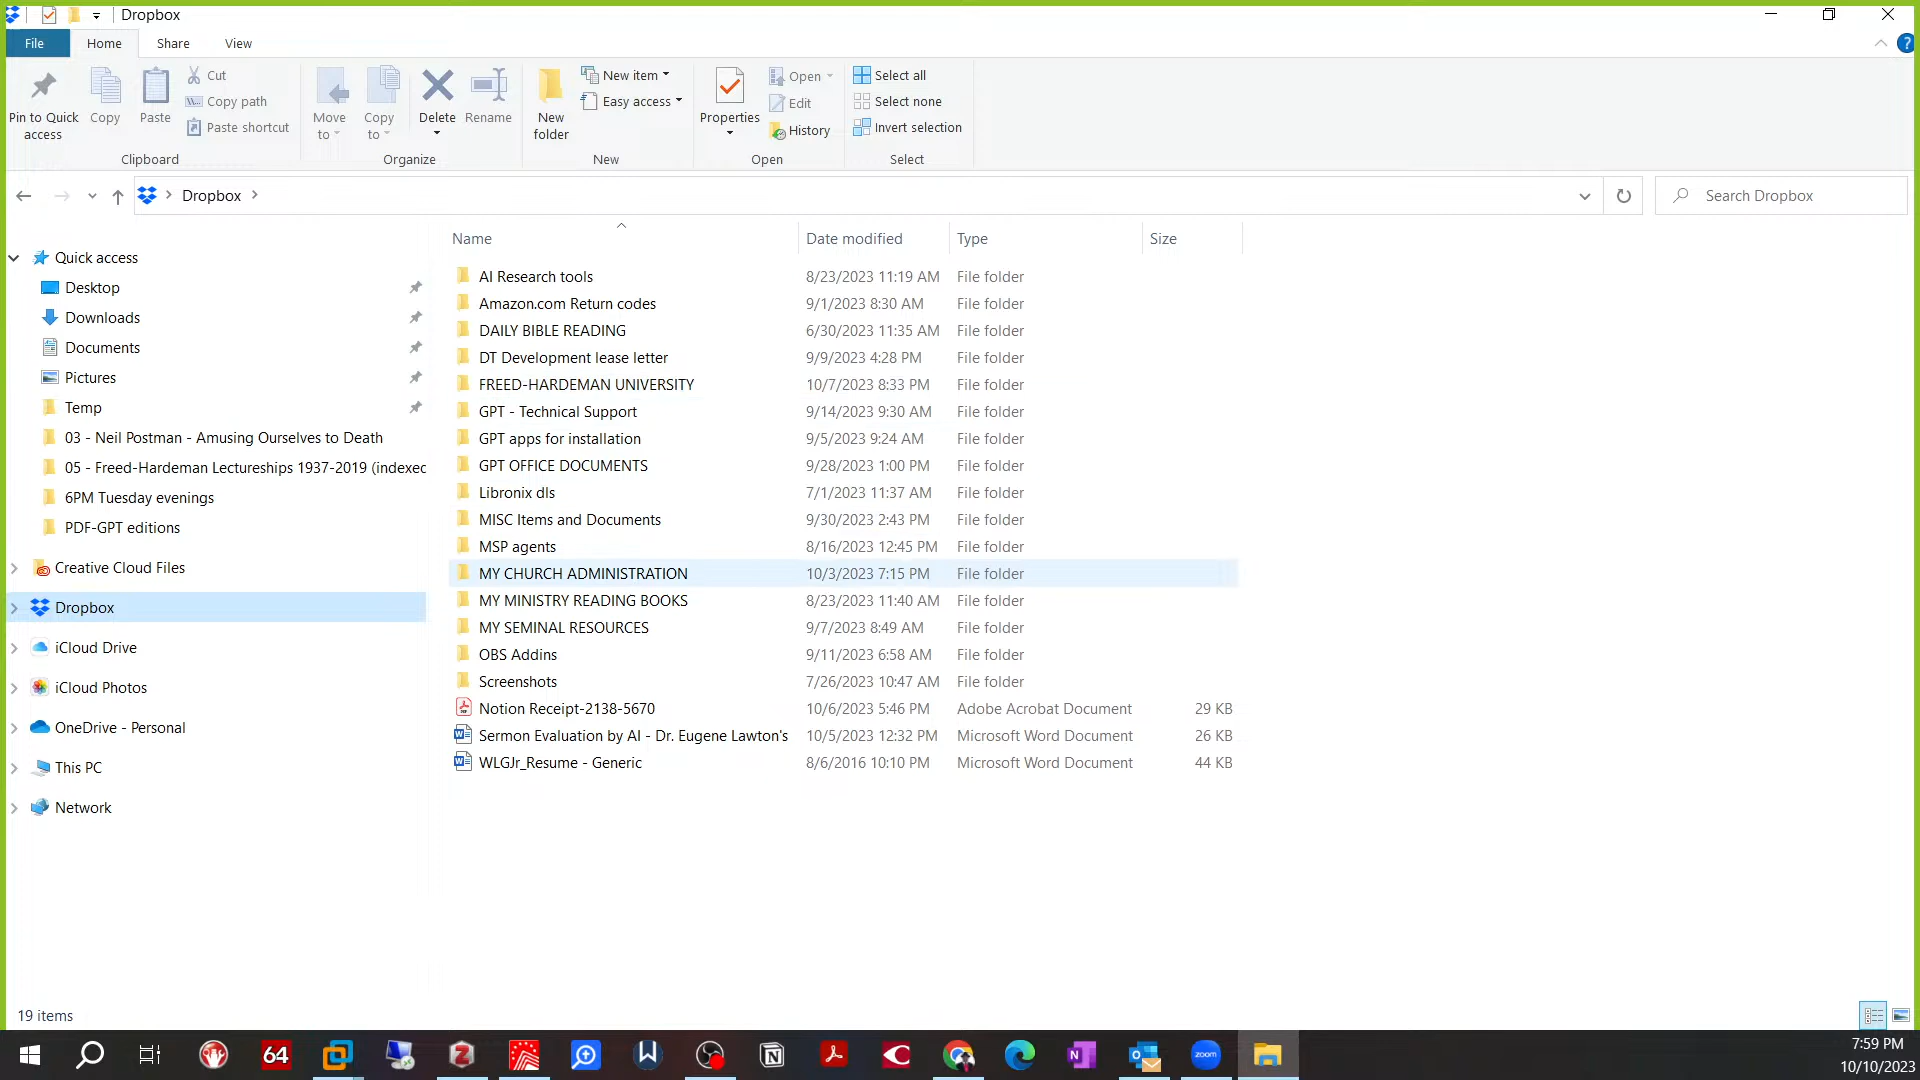 Dropbox
File Home Share View
Pin to Quick access
Copy
Paste
Cut
Copy path
Paste shortcut
Clipboard
Move to
Copy to
Delete
Rename
Organize
New folder
New item
Easy access
New
Properties
Open
Edit
History
Open
Select all
Select none
Invert selection
Select
Dropbox
Search Dropbox
Quick access
Desktop
Downloads
Documents
Pictures
Temp
03 - Neil Postman - Amusing Ourselves to Death
05 - Freed-Hardeman Lectureships 1937-2019 (indexec
6PM Tuesday evenings
PDF-GPT editions
Creative Cloud Files
Dropbox
iCloud Drive
iCloud Photos
OneDrive - Personal
This PC
Network
Name Date modified Type Size
AI Research tools 8/23/2023 11:19 AM File folder
Amazon.com Return codes 9/1/2023 8:30 AM File folder
DAILY BIBLE READING 6/30/2023 11:35 AM File folder
DT Development lease letter 9/9/2023 4:28 PM File folder
FREED-HARDEMAN UNIVERSITY 10/7/2023 8:33 PM File folder
GPT - Technical Support 9/14/2023 9:30 AM File folder
GPT apps for installation 9/5/2023 9:24 AM File folder
GPT OFFICE DOCUMENTS 9/28/2023 1:00 PM File folder
Libronix dls 7/1/2023 11:37 AM File folder
MISC Items and Documents 9/30/2023 2:43 PM File folder
MSP agents 8/16/2023 12:45 PM File folder
MY CHURCH ADMINISTRATION 10/3/2023 7:15 PM File folder
MY MINISTRY READING BOOKS 8/23/2023 11:40 AM File folder
MY SEMINAL RESOURCES 9/7/2023 8:49 AM File folder
OBS Addins 9/11/2023 6:58 AM File folder
Screenshots 7/26/2023 10:47 AM File folder
Notion Receipt-2138-5670 10/6/2023 5:46 PM Adobe Acrobat Document 29 KB
Sermon Evaluation by AI - Dr. Eugene Lawton's 10/5/2023 12:32 PM Microsoft Word Document 26 KB
WLGJr_Resume - Generic 8/6/2016 10:10 PM Microsoft Word Document 44 KB
19 items
64
zoom
7:59 PM
10/10/2023